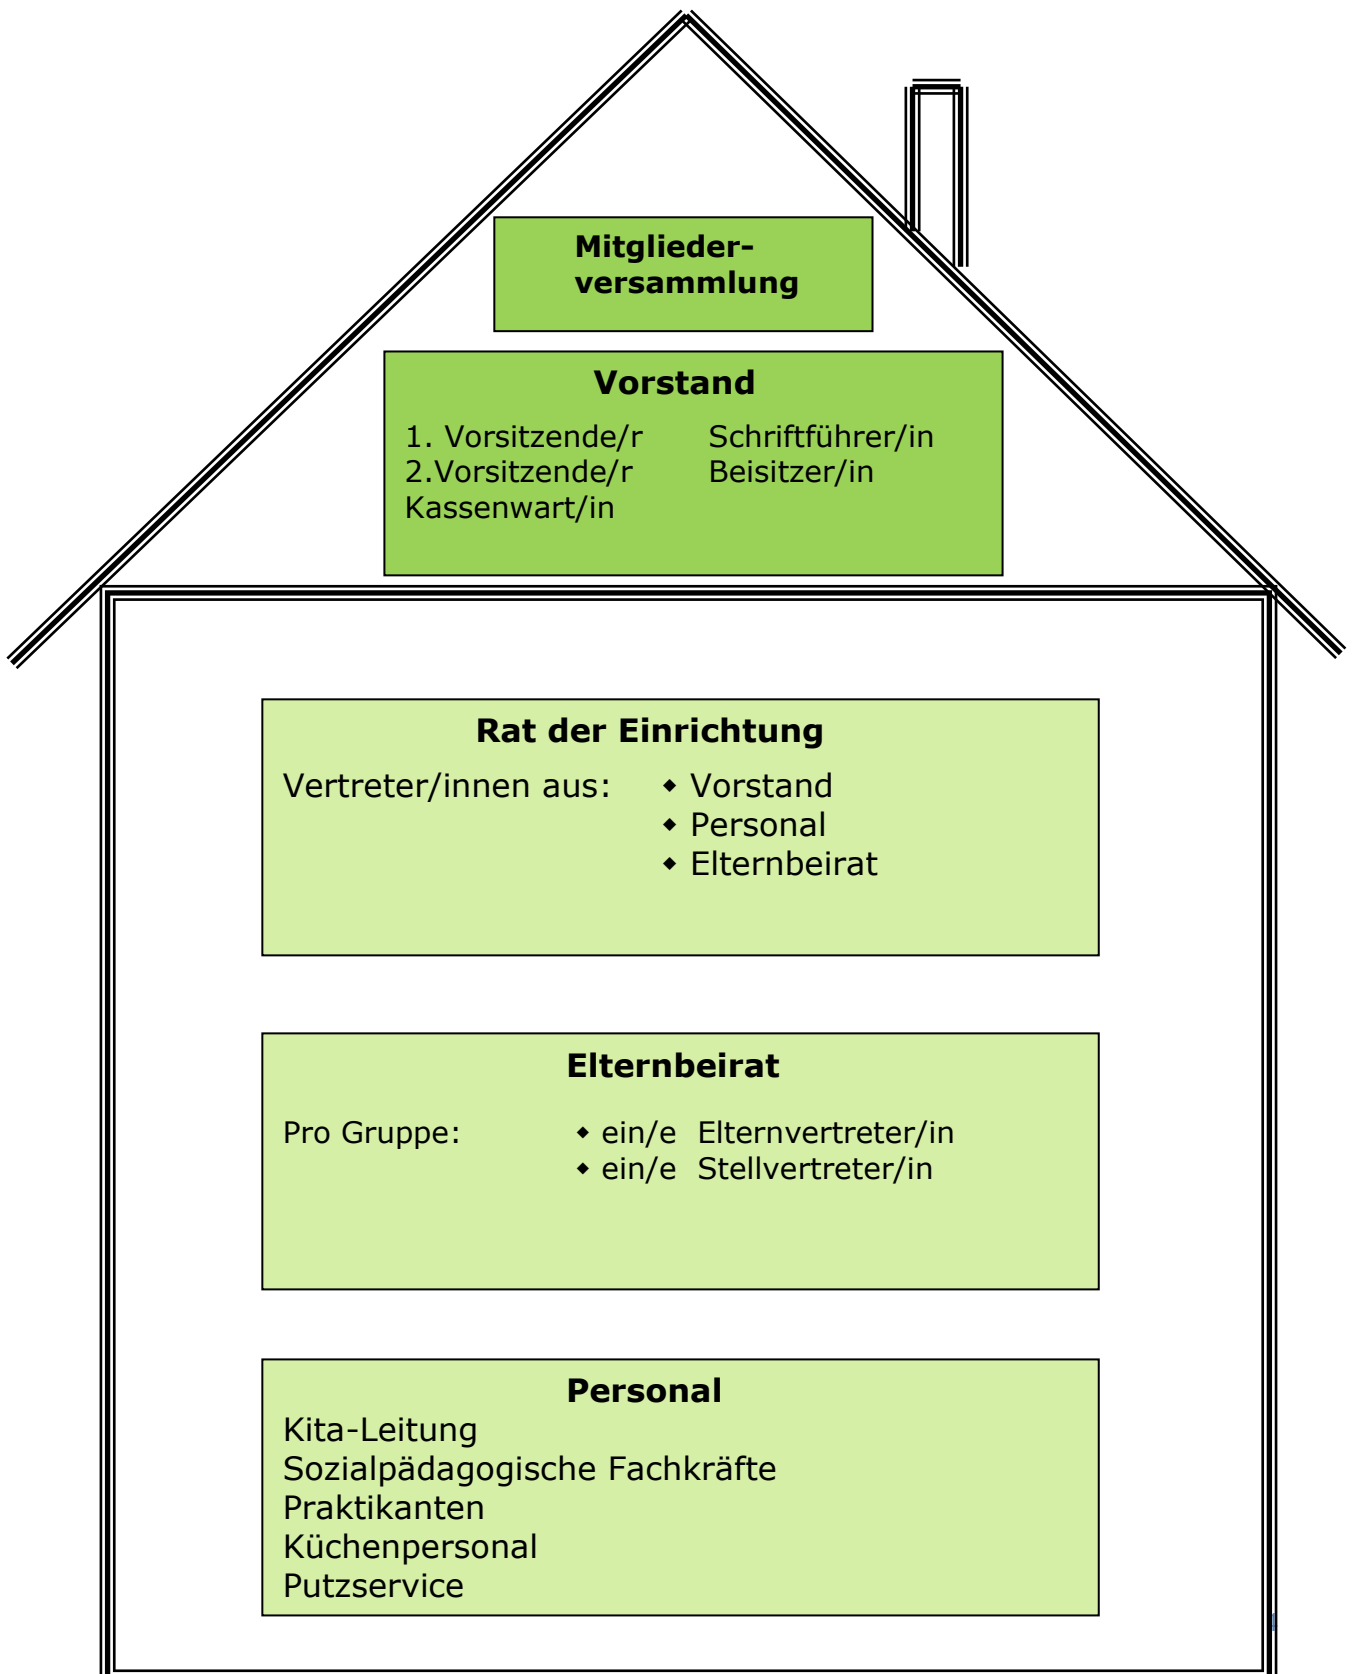 Mitglieder-
versammlung
Vorstand
1. Vorsitzende/r Schriftführer/in
2.Vorsitzende/r Beisitzer/in
Kassenwart/in
Rat der Einrichtung
Vertreter/innen aus: ◆ Vorstand
◆ Personal
◆ Elternbeirat
Elternbeirat
Pro Gruppe: ◆ ein/e Elternvertreter/in
◆ ein/e Stellvertreter/in
Personal
Kita-Leitung
Sozialpädagogische Fachkräfte
Praktikanten
Küchenpersonal
Putzservice